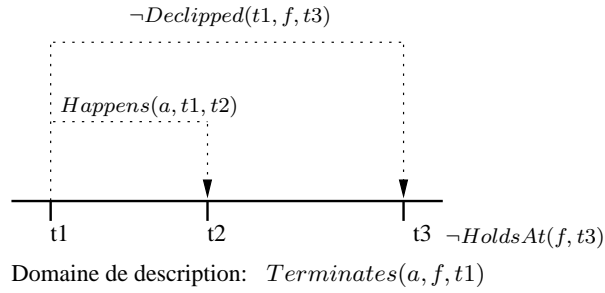 ¬Declipped(t1, f, t3)
Happens(a, t1, t2)
t1 t2 t3 ¬HoldsAt(f, t3)
Domaine de description: Terminates(a, f, t1)